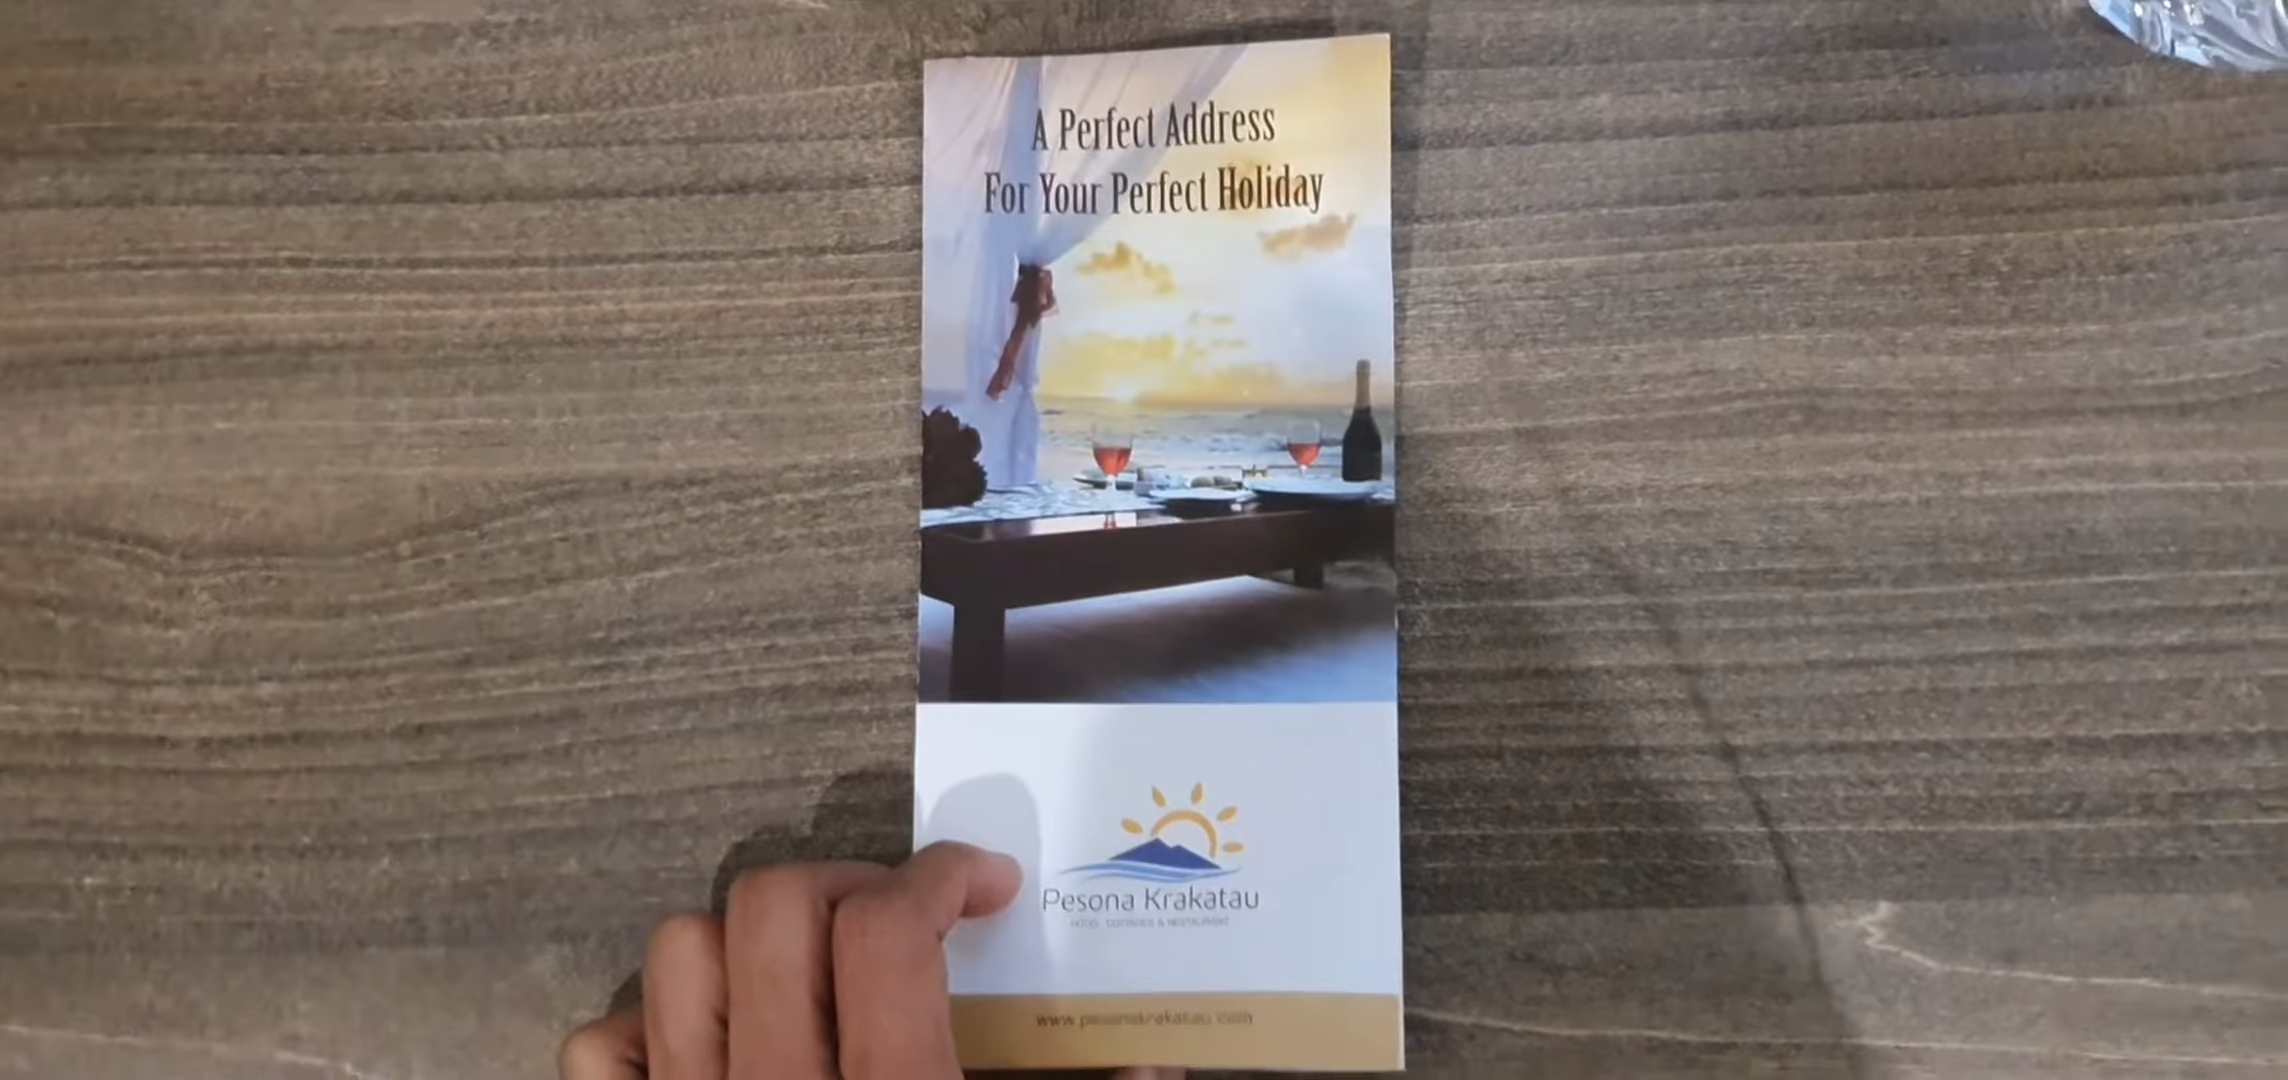 A Perfect Address
For Your Perfect Holiday
Pesona Krakatau
HOTEL COTTAGES & RESTAURANT
www.pesonakrakatau.com